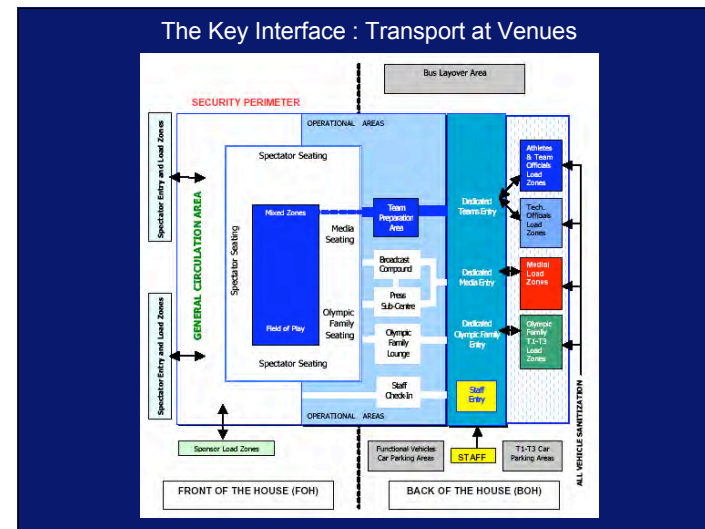 The Key Interface : Transport at Venues
Bus Layover Area
SECURITY PERIMETER
OPERATIONAL AREAS
Spectator Entry and Load Zones
Spectator Entry and Load Zones
GENERAL CIRCULATION AREA
Spectator Seating
Spectator Seating
Mixed Zones
Field of Play
Media
Seating
Olympic
Family
Seating
Spectator Seating
Team
Preparation
Area
Broadcast
Compound
Press
Sub-Centre
Olympic
Family
Lounge
Staff
Check-In
OPERATIONAL AREAS
Dedicated
Teams Entry
Dedicated
Media Entry
Dedicated
Olympic Family
Entry
Staff
Entry
Athletes
& Team
Officials
Load
Zones
Tech.
Officials
Load
Zones
Medial
Load
Zones
Olympic
Family
T1-T3
Load
Zones
ALL VEHICLE SANITIZATION
Sponsor Load Zones
Functional Vehicles
Car Parking Areas
STAFF
T1-T3 Car
Parking Areas
FRONT OF THE HOUSE (FOH)
BACK OF THE HOUSE (BOH)